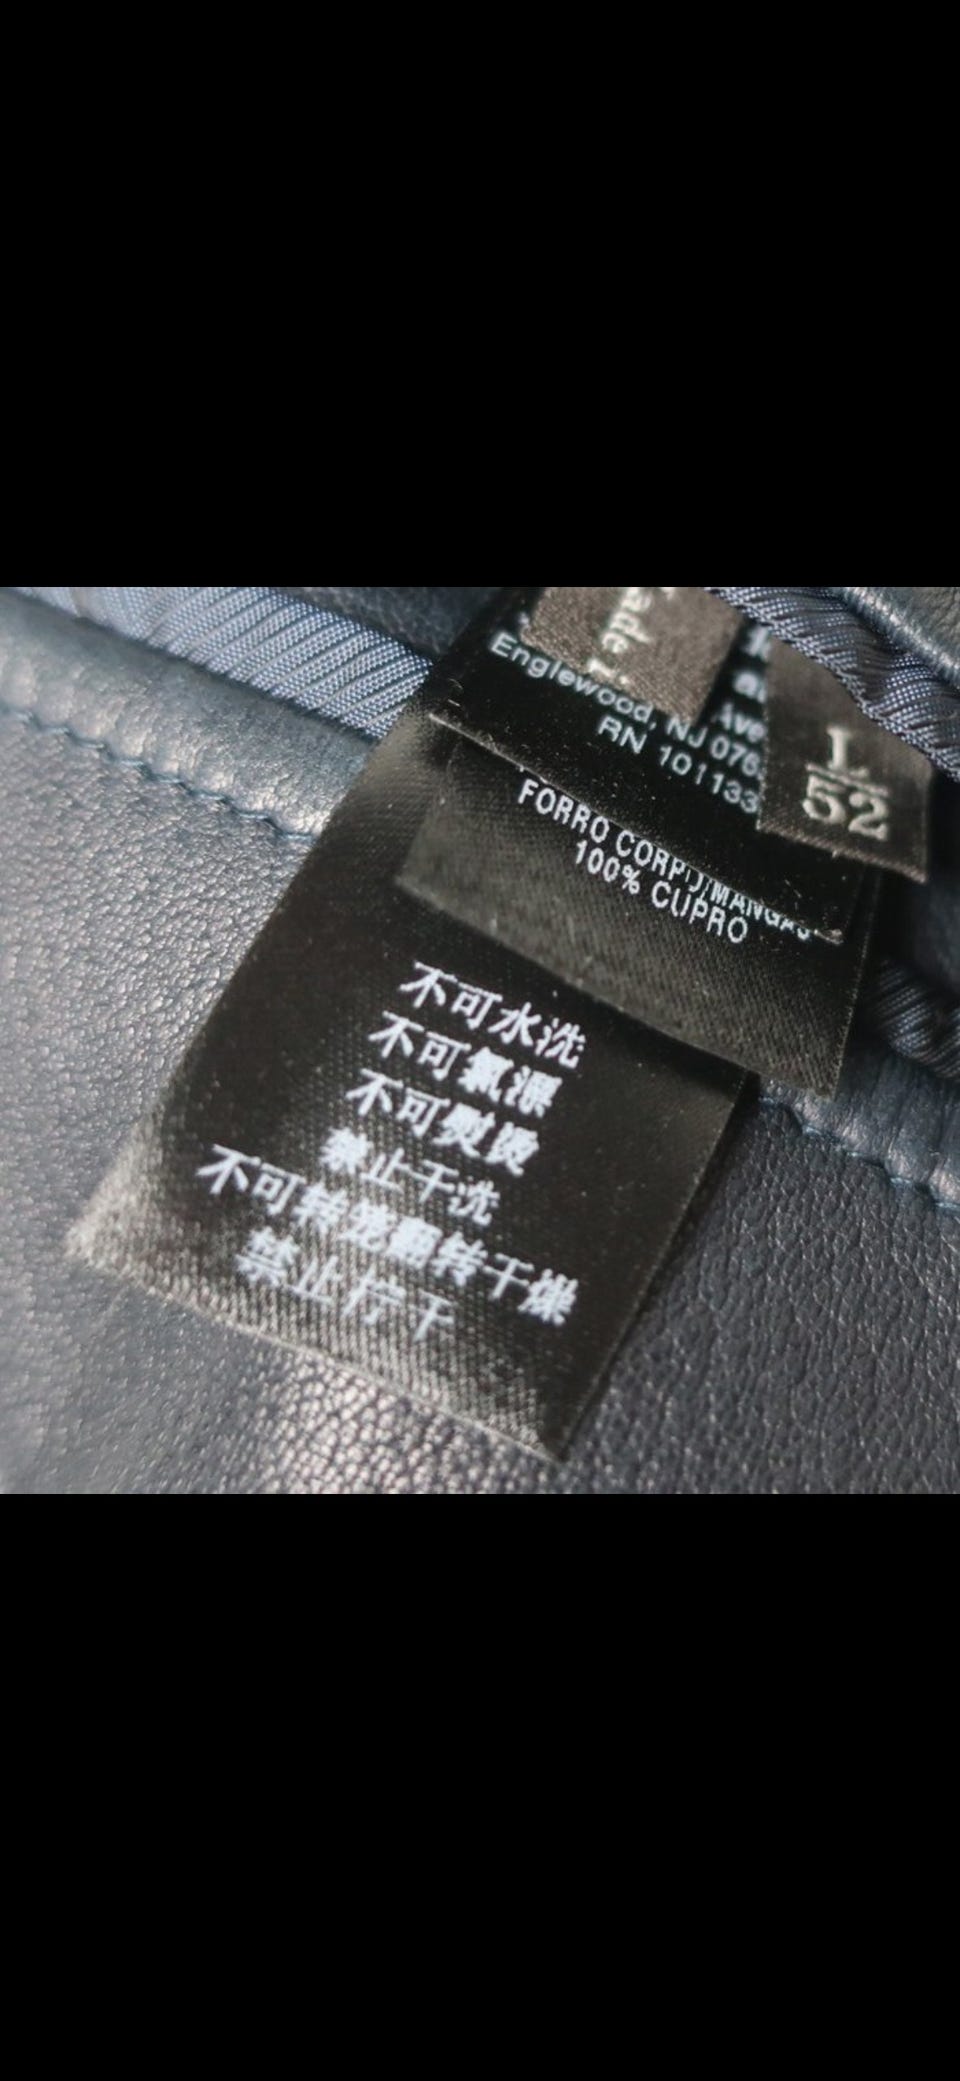 Englewood, NJ
RN 101133
L
52
FORRO CORPO/MANGAS
100% CUPRO
不可水洗
不可氯漂
不可熨烫
禁止干洗
不可转笼翻转干燥
禁止拧干